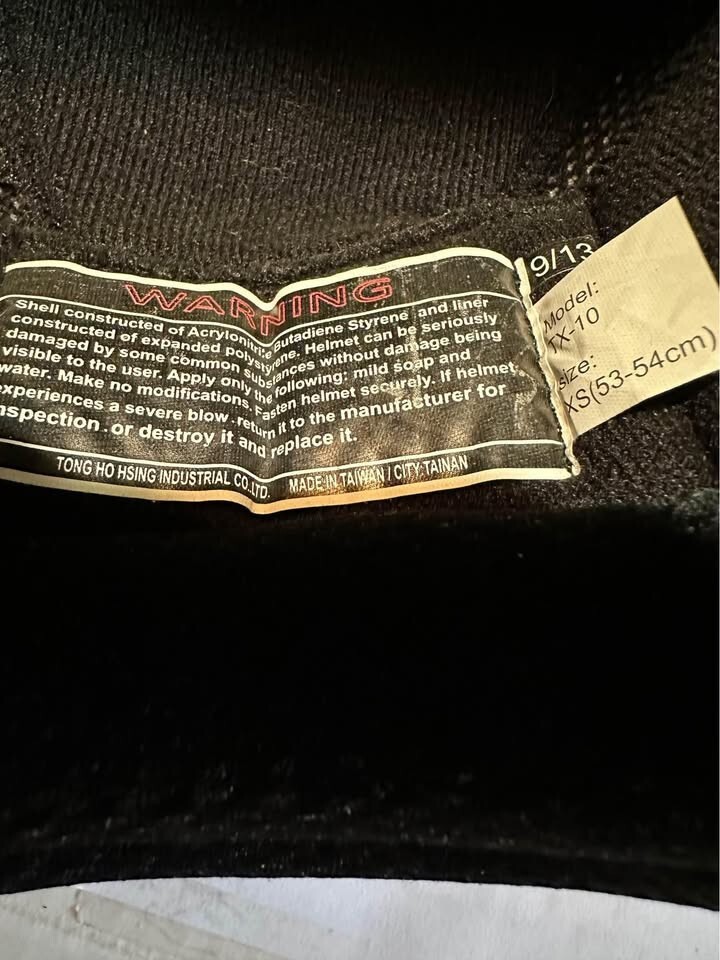 WARNING
Shell constructed of Acrylonitrile Butadiene Styrene and liner
constructed of expanded polystyrene. Helmet can be seriously
damaged by some common substances without damage being
visible to the user. Apply only the following: mild soap and
water. Make no modifications. Fasten helmet securely. If helmet
experiences a severe blow return it to the manufacturer for
inspection.or destroy it and replace it.
TONG HO HSING INDUSTRIAL CO.LTD. MADE IN TAIWAN / CITY:TAINAN
9/13
Model:
TX-10
size:
XS(53-54cm)